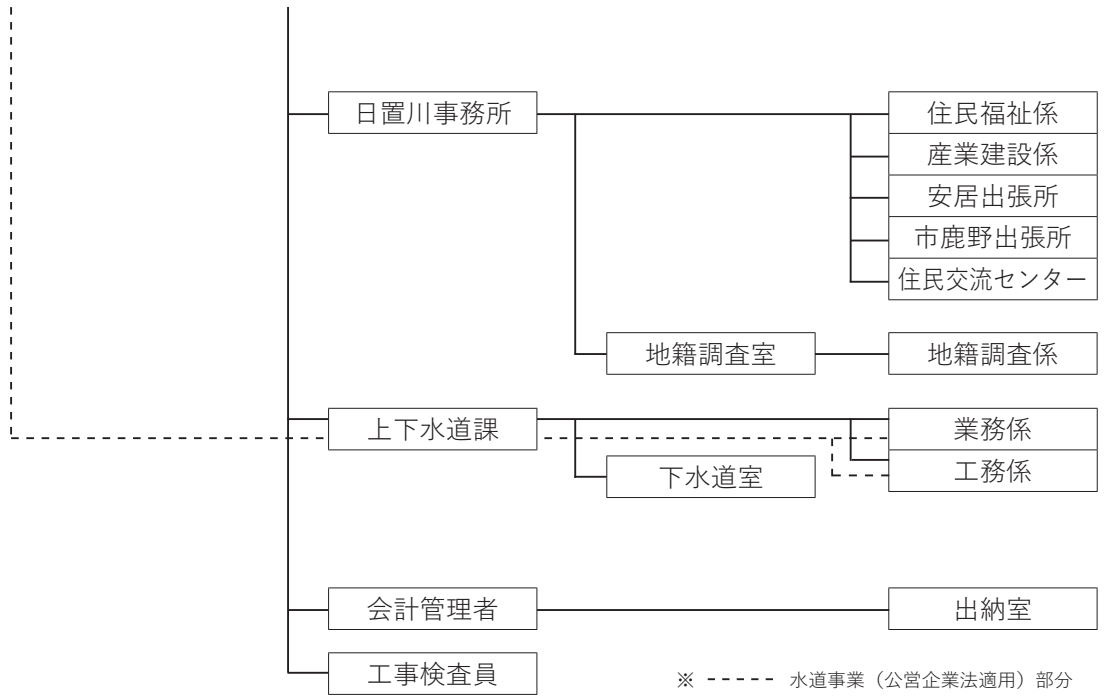 日置川事務所
住民福祉係
産業建設係
安居出張所
市鹿野出張所
住民交流センター
地籍調査室
地籍調査係
上下水道課
業務係
工務係
下水道室
会計管理者
出納室
工事検査員
※ ----- 水道事業（公営企業法適用）部分